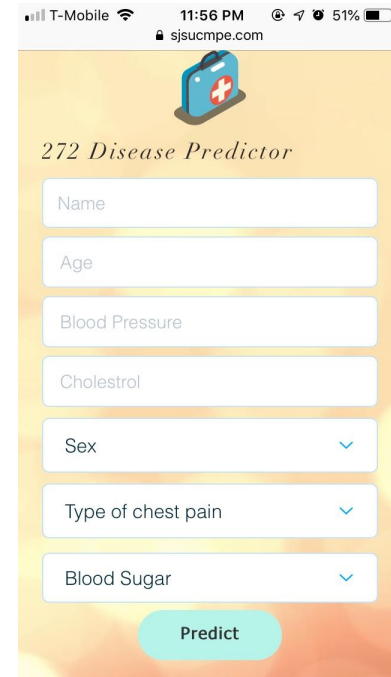 T-Mobile 11:56 PM 51%
sjsucmpe.com
272 Disease Predictor
Name
Age
Blood Pressure
Cholestrol
Sex
Type of chest pain
Blood Sugar
Predict